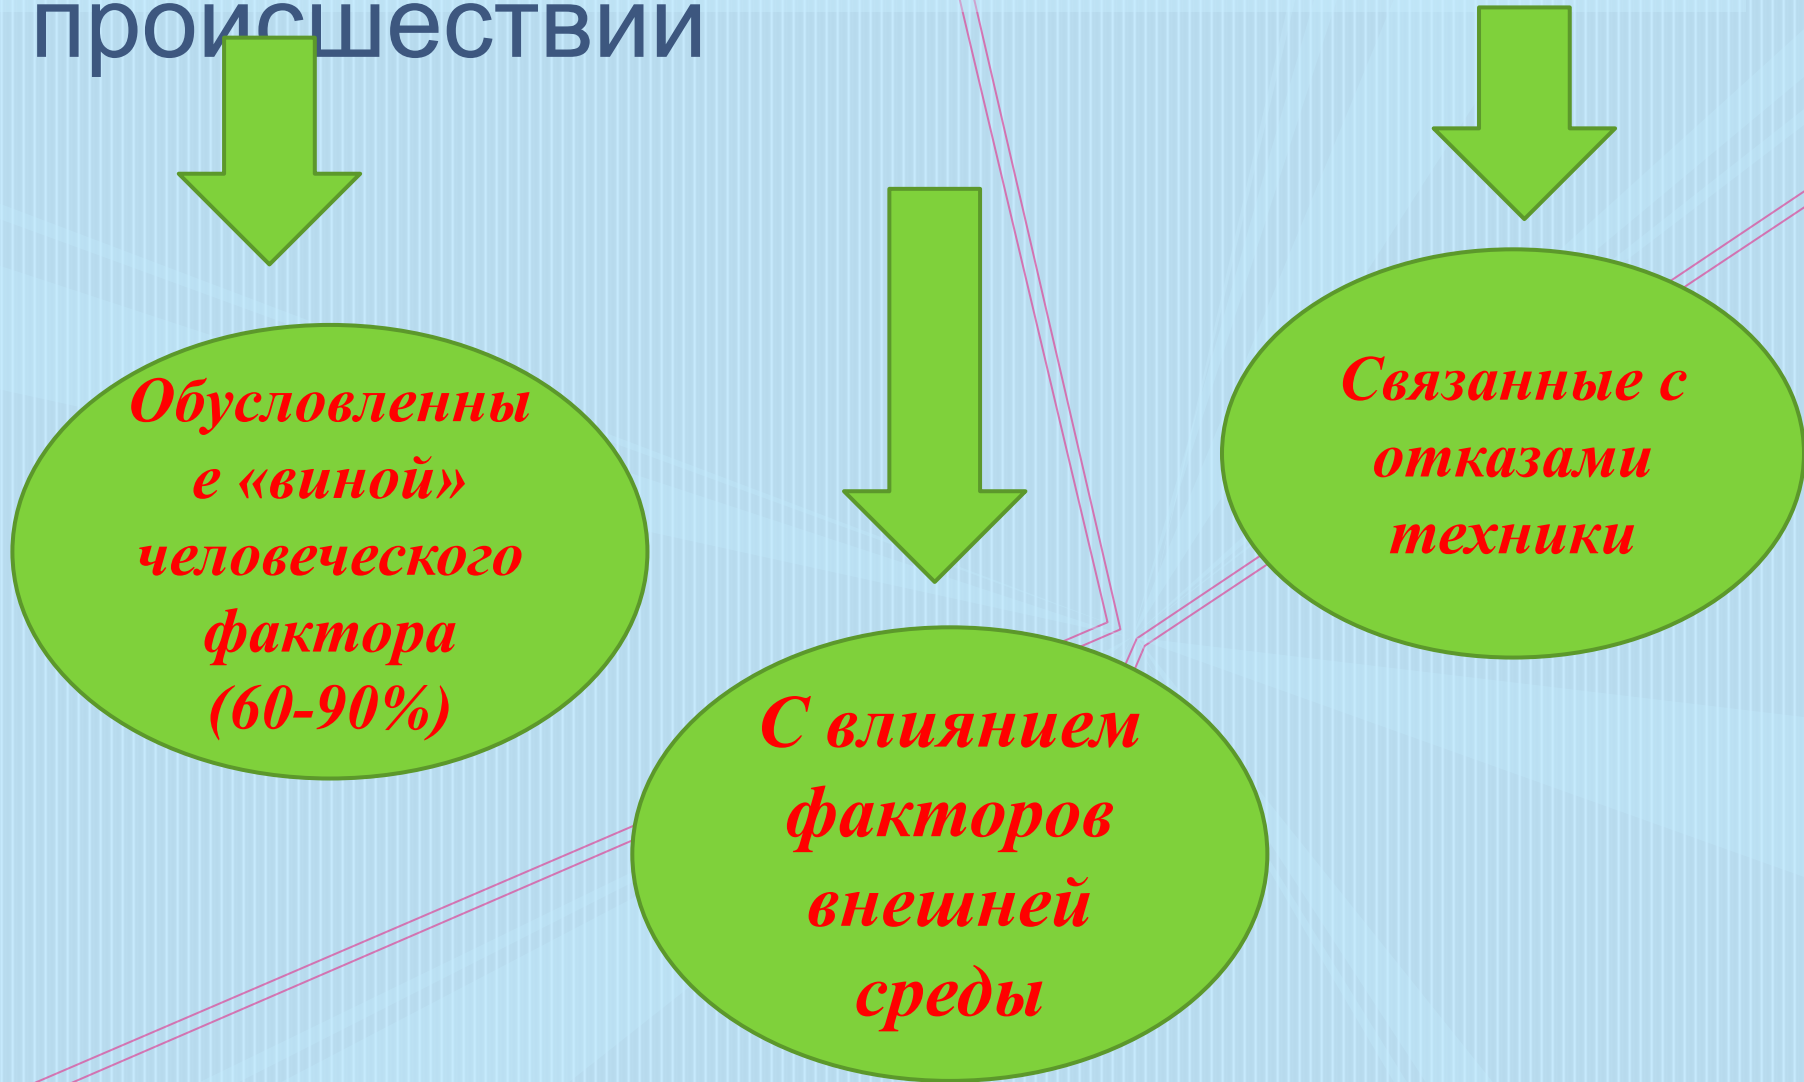 происшествии
Обусловленны
е «виной»
человеческого
фактора
(60-90%)
С влиянием
факторов
внешней
среды
Связанные с
отказами
техники